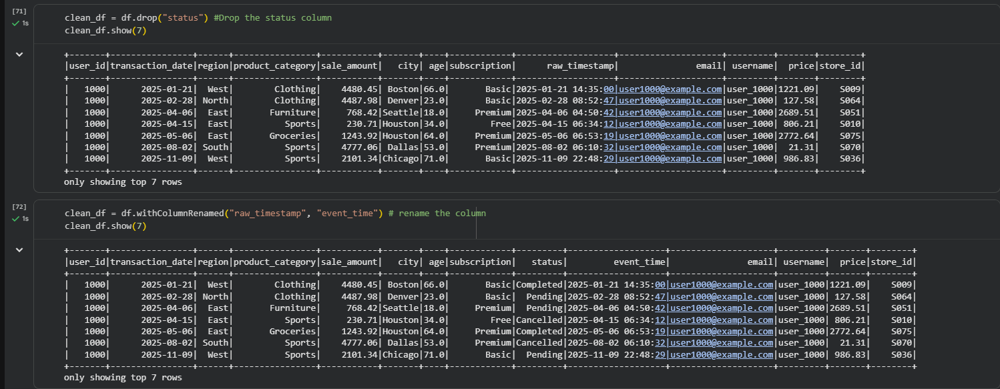 [71]
1s
clean_df = df.drop("status") #Drop the status column
clean_df.show(7)
+-------+----------------+------+----------------+-----------+-------+----+------------+-------------------+--------------------+---------+-------+--------+
|user_id|transaction_date|region|product_category|sale_amount|   city| age|subscription|      raw_timestamp|               email| username|  price|store_id|
+-------+----------------+------+----------------+-----------+-------+----+------------+-------------------+--------------------+---------+-------+--------+
|   1000|      2025-01-21|  West|        Clothing|    4480.45| Boston|66.0|       Basic|2025-01-21 14:35:00|user1000@example.com|user_1000|1221.09|    S009|
|   1000|      2025-02-28| North|        Clothing|    4487.98| Denver|23.0|       Basic|2025-02-28 08:52:47|user1000@example.com|user_1000| 127.58|    S064|
|   1000|      2025-04-06|  East|       Furniture|     768.42|Seattle|18.0|     Premium|2025-04-06 04:50:42|user1000@example.com|user_1000|2689.51|    S051|
|   1000|      2025-04-15|  East|          Sports|     230.71|Houston|34.0|        Free|2025-04-15 06:34:12|user1000@example.com|user_1000| 806.21|    S010|
|   1000|      2025-05-06|  East|       Groceries|    1243.92|Houston|64.0|     Premium|2025-05-06 06:53:19|user1000@example.com|user_1000|2772.64|    S075|
|   1000|      2025-08-02| South|          Sports|    4777.06| Dallas|53.0|     Premium|2025-08-02 06:10:32|user1000@example.com|user_1000|  21.31|    S070|
|   1000|      2025-11-09|  West|          Sports|    2101.34|Chicago|71.0|       Basic|2025-11-09 22:48:29|user1000@example.com|user_1000| 986.83|    S036|
+-------+----------------+------+----------------+-----------+-------+----+------------+-------------------+--------------------+---------+-------+--------+
only showing top 7 rows
[72]
1s
clean_df = df.withColumnRenamed("raw_timestamp", "event_time") # rename the column
clean_df.show(7)
+-------+----------------+------+----------------+-----------+-------+----+------------+---------+-------------------+--------------------+---------+-------+--------+
|user_id|transaction_date|region|product_category|sale_amount|   city| age|subscription|   status|         event_time|               email| username|  price|store_id|
+-------+----------------+------+----------------+-----------+-------+----+------------+---------+-------------------+--------------------+---------+-------+--------+
|   1000|      2025-01-21|  West|        Clothing|    4480.45| Boston|66.0|       Basic|Completed|2025-01-21 14:35:00|user1000@example.com|user_1000|1221.09|    S009|
|   1000|      2025-02-28| North|        Clothing|    4487.98| Denver|23.0|       Basic|  Pending|2025-02-28 08:52:47|user1000@example.com|user_1000| 127.58|    S064|
|   1000|      2025-04-06|  East|       Furniture|     768.42|Seattle|18.0|     Premium|  Pending|2025-04-06 04:50:42|user1000@example.com|user_1000|2689.51|    S051|
|   1000|      2025-04-15|  East|          Sports|     230.71|Houston|34.0|        Free|Cancelled|2025-04-15 06:34:12|user1000@example.com|user_1000| 806.21|    S010|
|   1000|      2025-05-06|  East|       Groceries|    1243.92|Houston|64.0|     Premium|Completed|2025-05-06 06:53:19|user1000@example.com|user_1000|2772.64|    S075|
|   1000|      2025-08-02| South|          Sports|    4777.06| Dallas|53.0|     Premium|Cancelled|2025-08-02 06:10:32|user1000@example.com|user_1000|  21.31|    S070|
|   1000|      2025-11-09|  West|          Sports|    2101.34|Chicago|71.0|       Basic|  Pending|2025-11-09 22:48:29|user1000@example.com|user_1000| 986.83|    S036|
+-------+----------------+------+----------------+-----------+-------+----+------------+---------+-------------------+--------------------+---------+-------+--------+
only showing top 7 rows